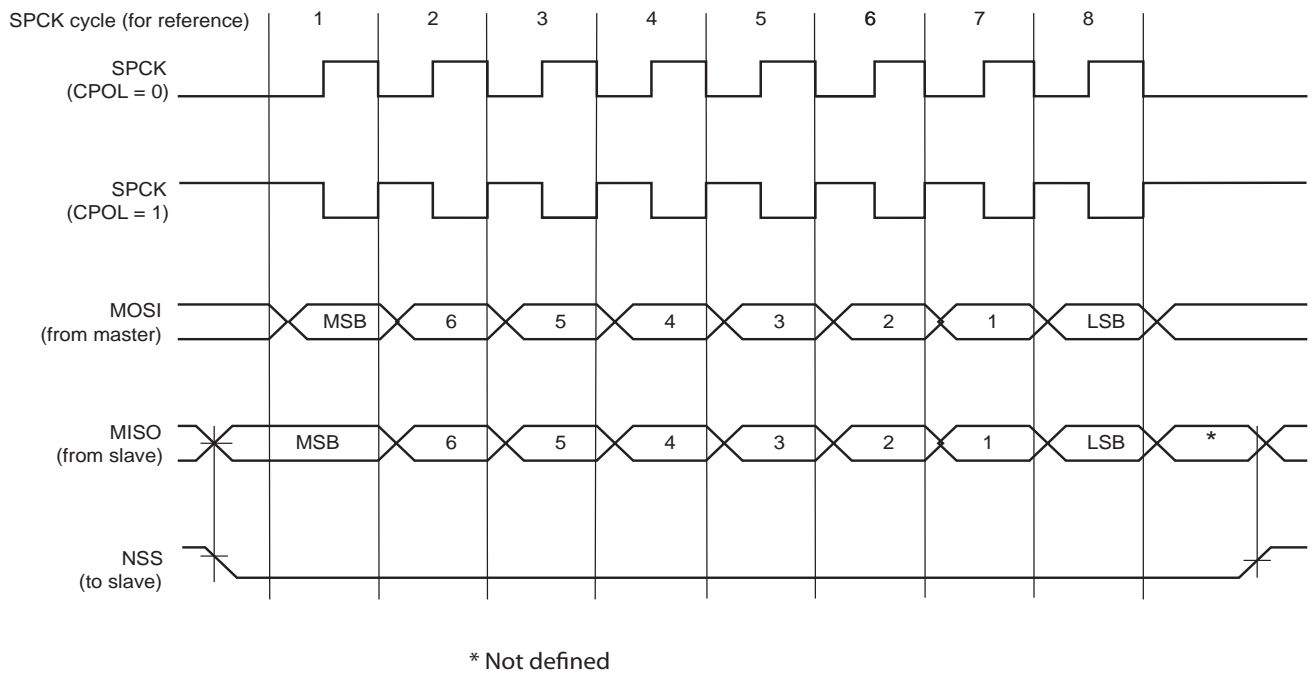 SPCK cycle (for reference) 1 2 3 4 5 6 7 8
SPCK
(CPOL = 0)
SPCK
(CPOL = 1)
MOSI
(from master)
MSB 6 5 4 3 2 1 LSB
MISO
(from slave)
MSB 6 5 4 3 2 1 LSB *
NSS
(to slave)
* Not defined